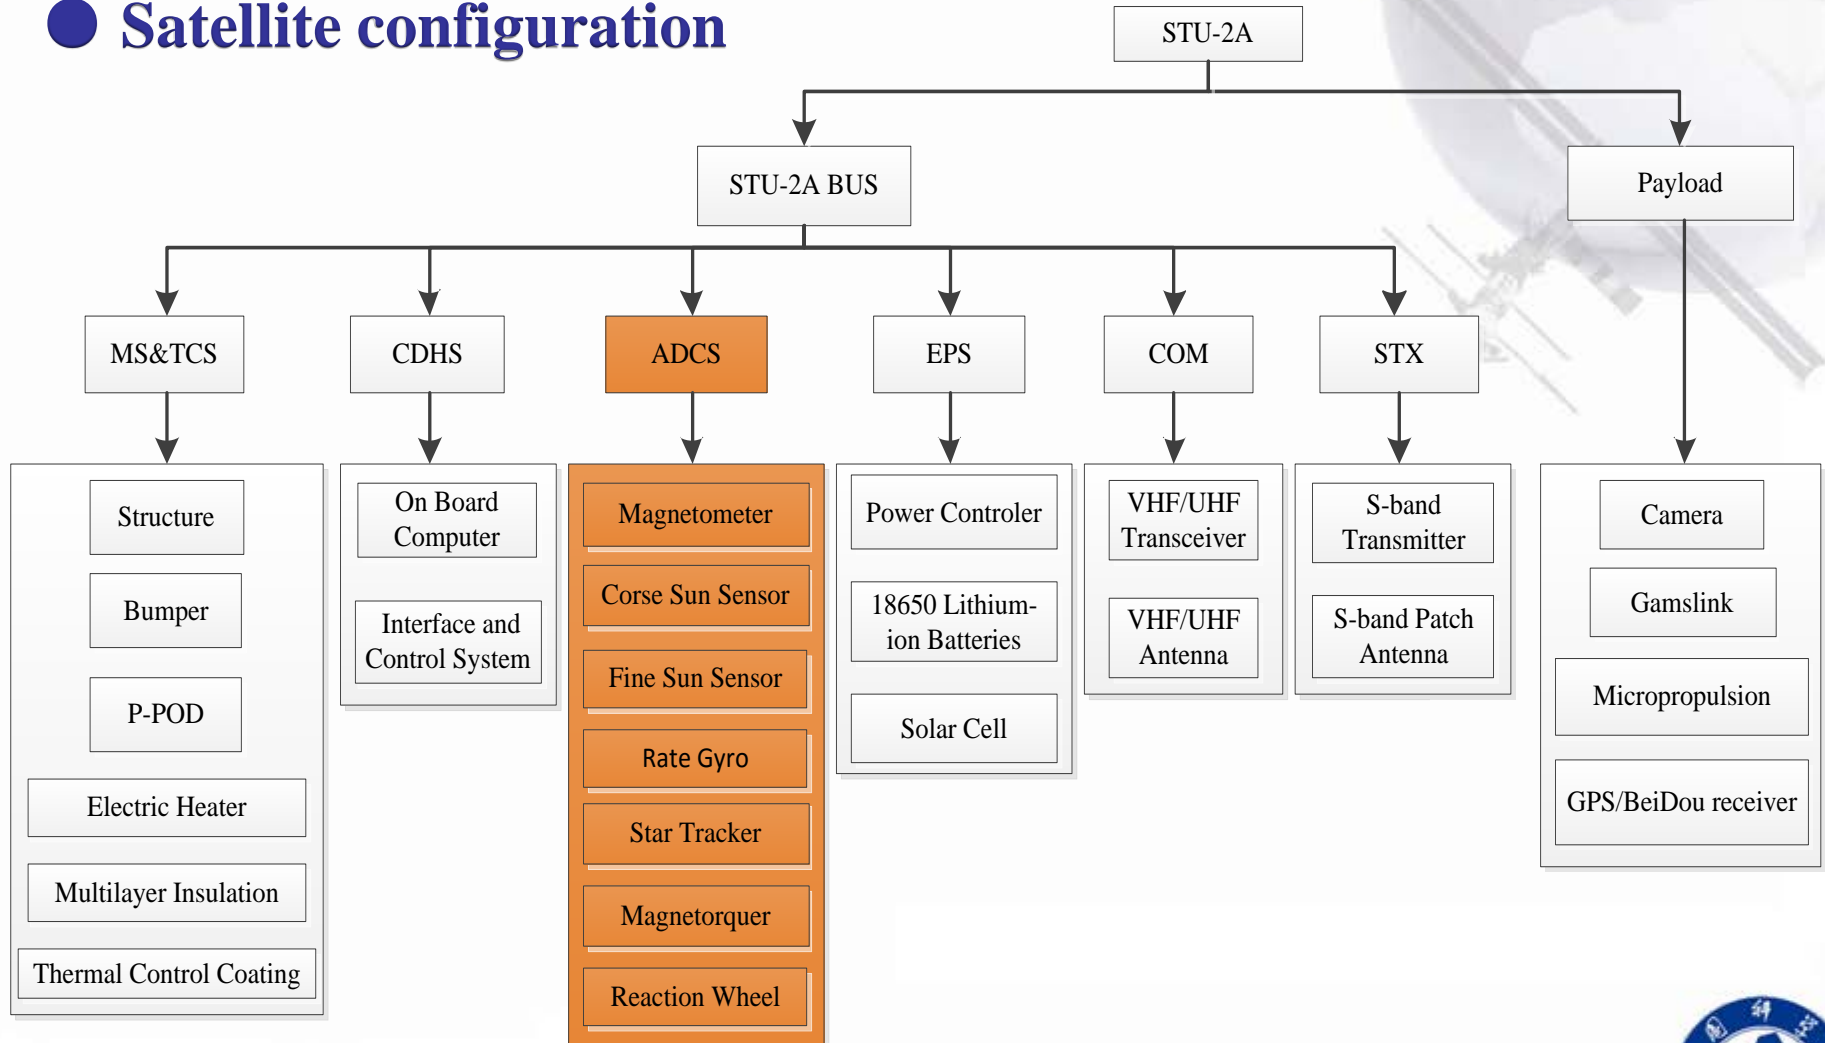 Satellite configuration
STU-2A
STU-2A BUS
Payload
MS&TCS
CDHS
ADCS
EPS
COM
STX
Structure
Bumper
P-POD
Electric Heater
Multilayer Insulation
Thermal Control Coating
On Board
Computer
Interface and
Control System
Magnetometer
Corse Sun Sensor
Fine Sun Sensor
Rate Gyro
Star Tracker
Magnetorquer
Reaction Wheel
Power Controler
18650 Lithium-
ion Batteries
Solar Cell
VHF/UHF
Transceiver
VHF/UHF
Antenna
S-band
Transmitter
S-band Patch
Antenna
Camera
Gamslink
Micropropulsion
GPS/BeiDou receiver